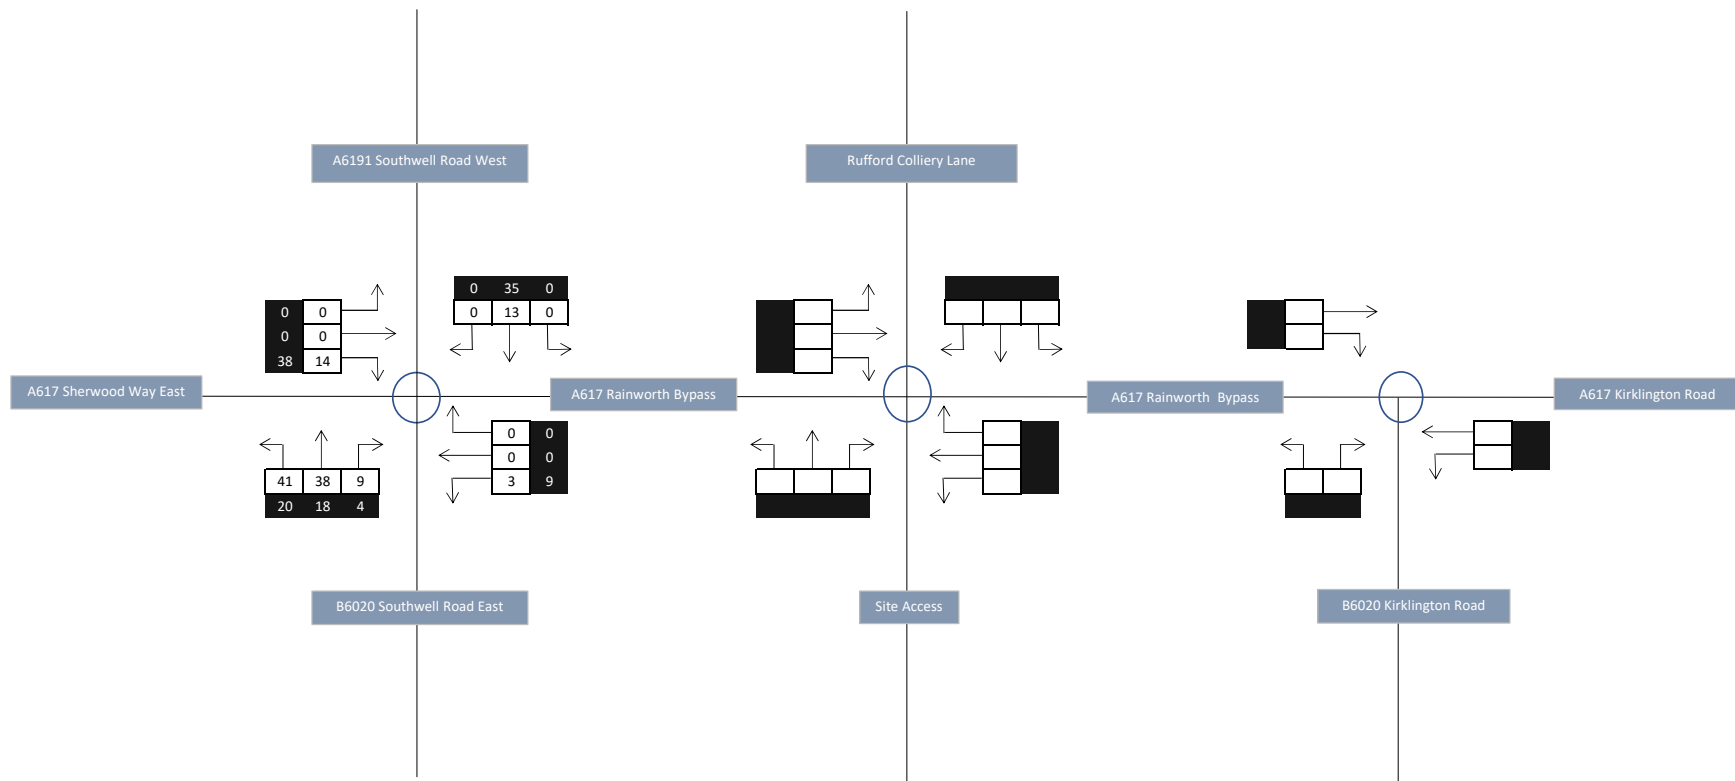 A6191 Southwell Road West
Rufford Colliery Lane
0 35 0
0 13 0
0 0
0 0
38 14
A617 Sherwood Way East
A617 Rainworth Bypass
A617 Rainworth Bypass
A617 Kirklington Road
0 0
0 0
3 9
41 38 9
20 18 4
B6020 Southwell Road East
Site Access
B6020 Kirklington Road